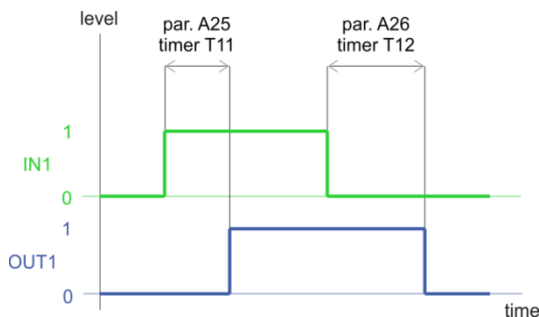 level
par. A25
timer T11
par. A26
timer T12
1
IN1
0
1
OUT1
0
time